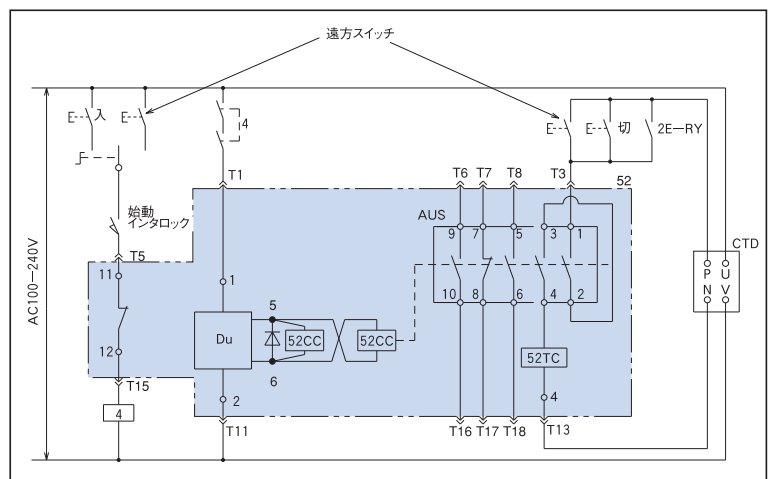 遠方スイッチ
入
4
切
2E-RY
T1
T6
T7
T8
T3
52
始動
インタロック
AUS
9
7
5
3
1
T5
11
1
AC100-240V
CTD
P
U
N
V
10
8
6
4
2
5
Du
52CC
52CC
12
6
52TC
T15
2
4
4
T11
T16
T17
T18
T13